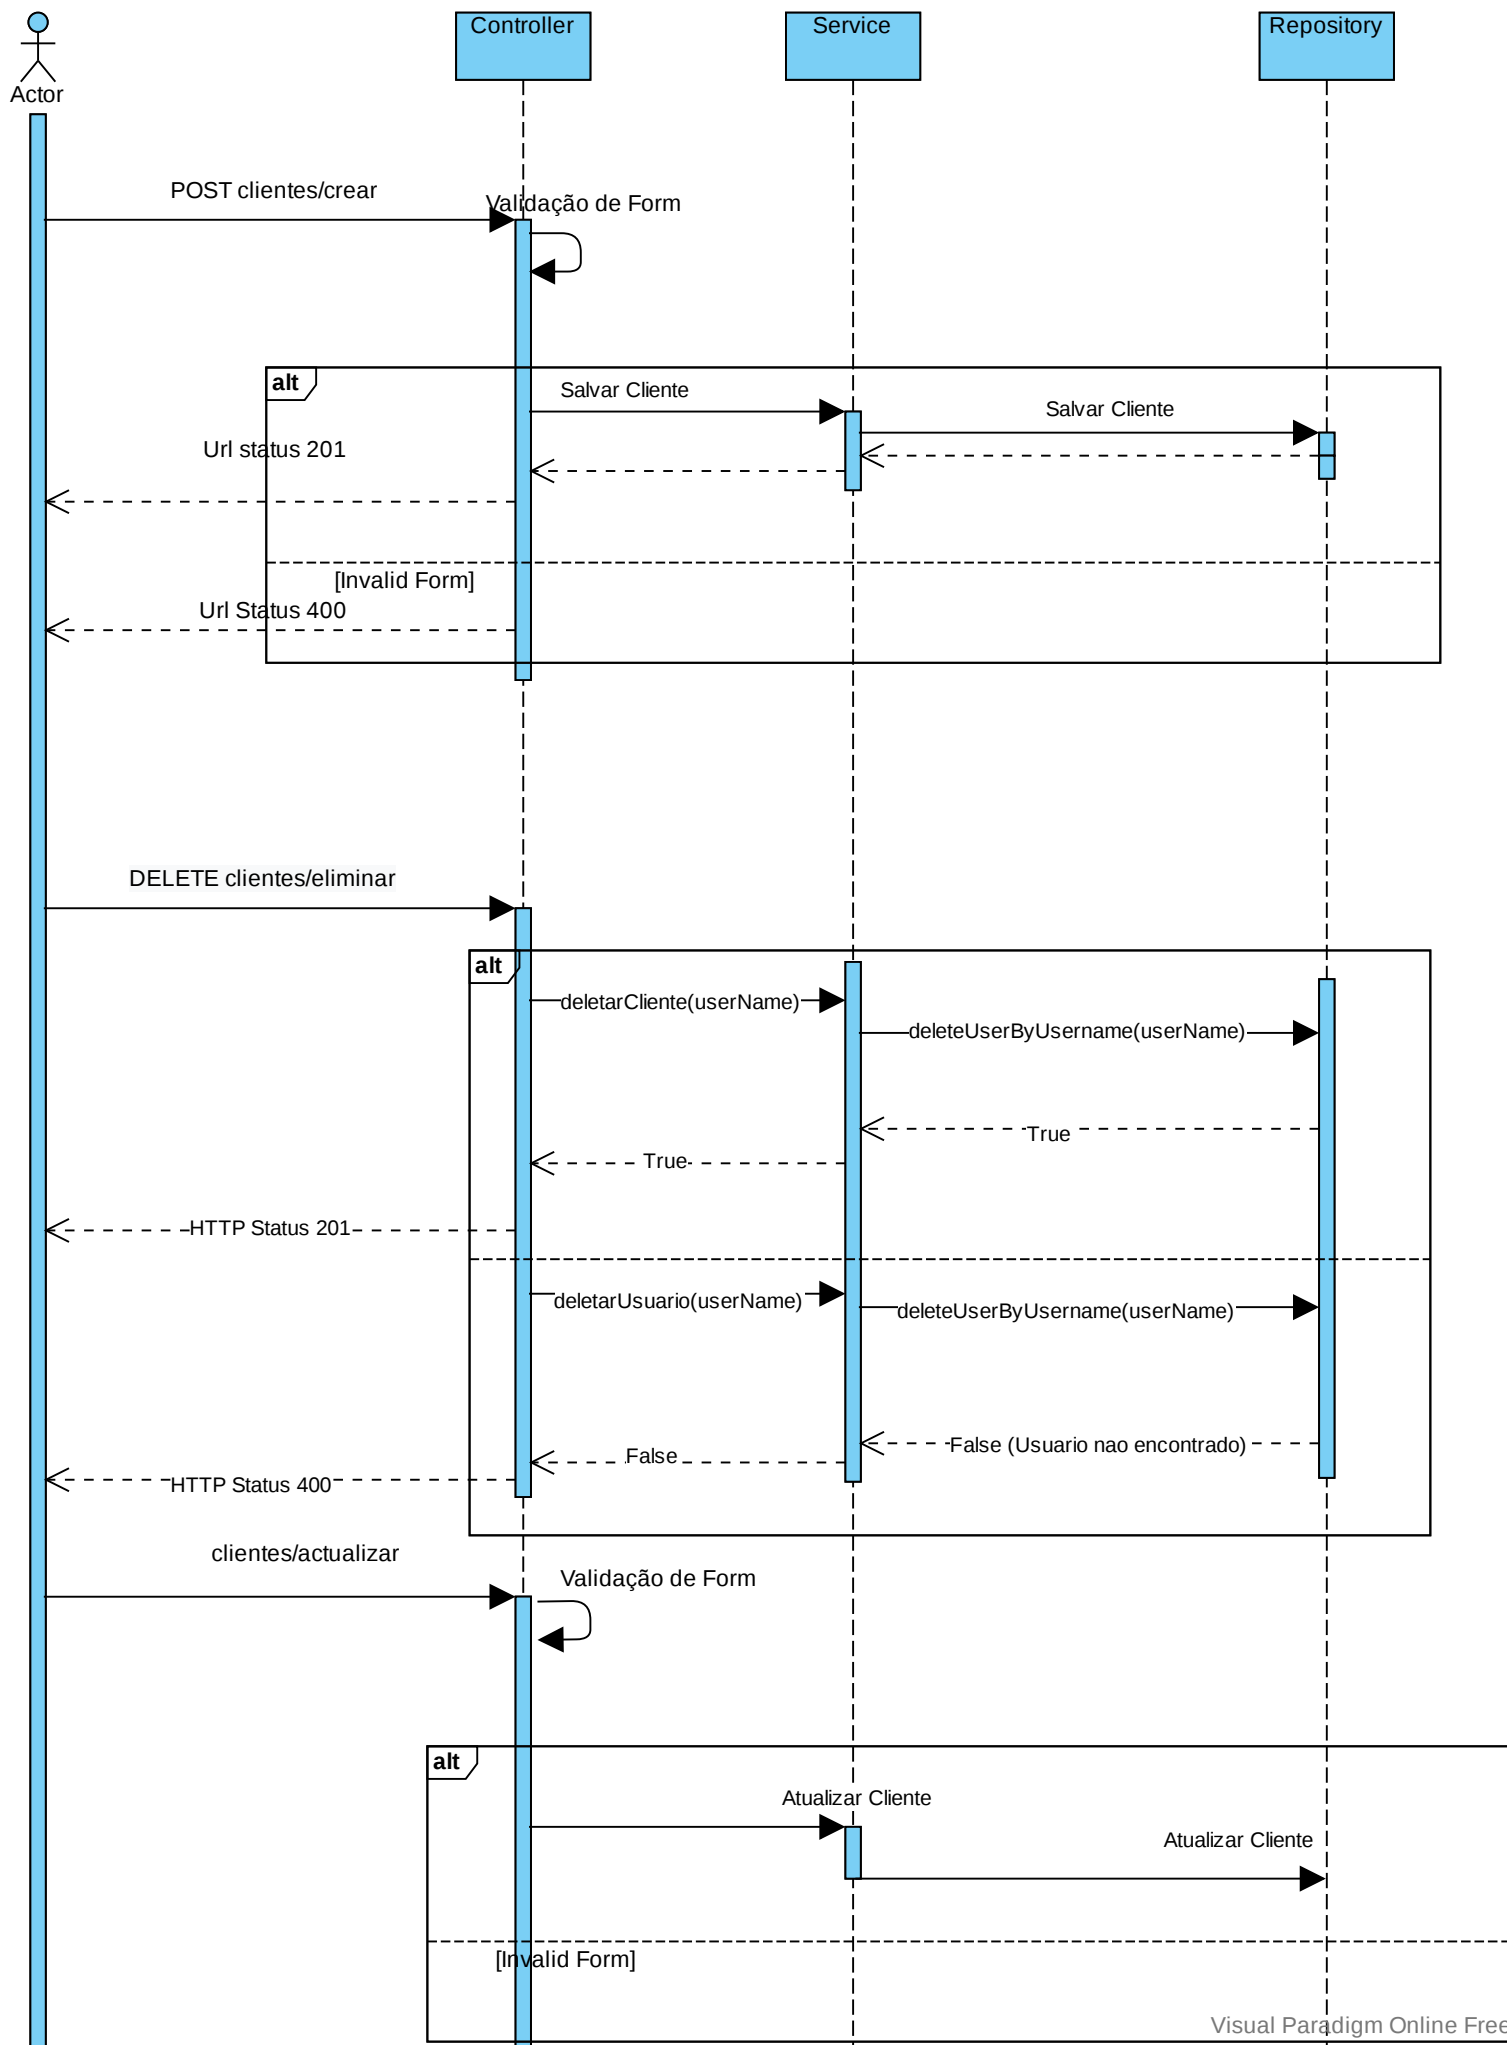 Controller
Service
Repository
Actor
POST clientes/crear
Validação de Form
alt
Salvar Cliente
Salvar Cliente
Url status 201
[Invalid Form]
Url Status 400
DELETE clientes/eliminar
alt
deletarCliente(userName)
deleteUserByUsername(userName)
True
True
HTTP Status 201
deletarUsuario(userName)
deleteUserByUsername(userName)
False (Usuario nao encontrado)
False
HTTP Status 400
clientes/actualizar
Validação de Form
alt
Atualizar Cliente
Atualizar Cliente
[Invalid Form]
Visual Paradigm Online Free